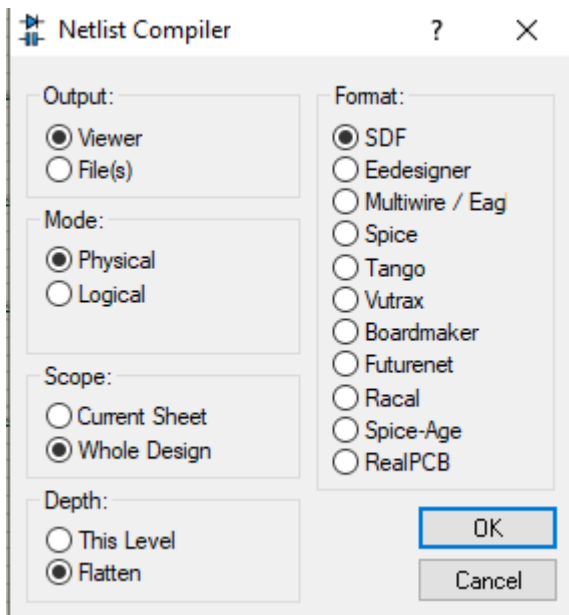 Netlist Compiler
?
Output:
Viewer
File(s)
Mode:
Physical
Logical
Scope:
Current Sheet
Whole Design
Depth:
This Level
Flatten
Format:
SDF
Eedesigner
Multiwire / Eagl
Spice
Tango
Vutrax
Boardmaker
Futurenet
Racal
Spice-Age
RealPCB
OK
Cancel